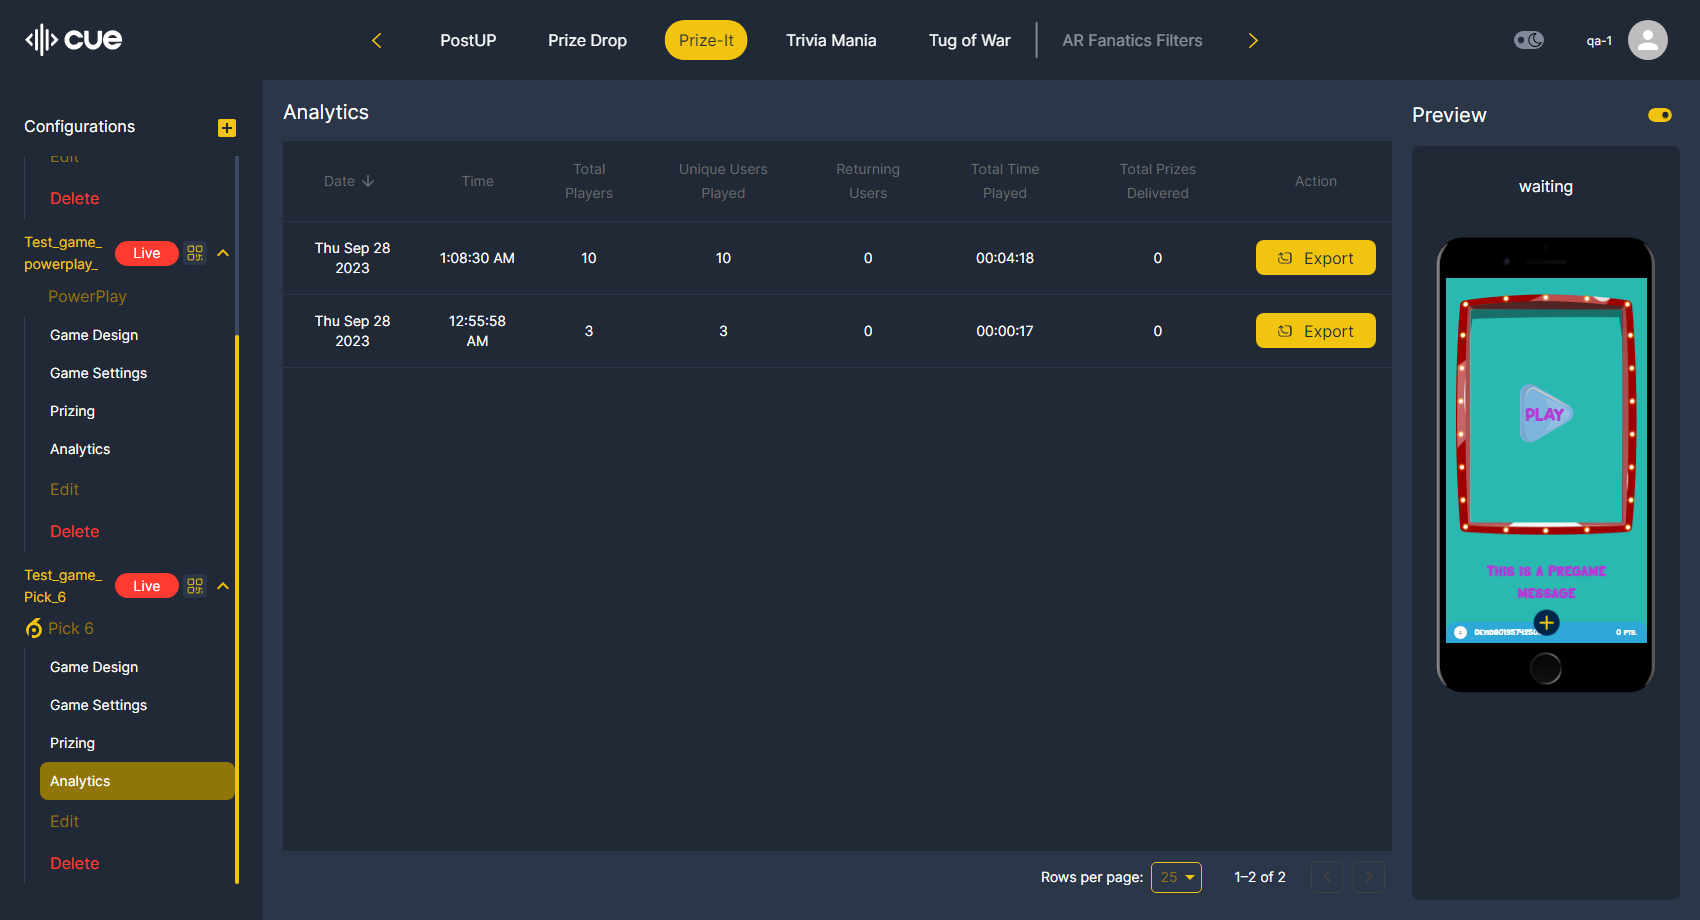 cue
PostUP
Prize Drop
Prize-It
Trivia Mania
Tug of War
AR Fanatics Filters
qa-1
Configurations
Edit
Delete
Test_game_
powerplay_
Live
PowerPlay
Game Design
Game Settings
Prizing
Analytics
Edit
Delete
Test_game_
Pick_6
Live
Pick 6
Game Design
Game Settings
Prizing
Analytics
Edit
Delete
Analytics
Date
Time
Total
Players
Unique Users
Played
Returning
Users
Total Time
Played
Total Prizes
Delivered
Action
Thu Sep 28
2023
1:08:30 AM
10
10
0
00:04:18
0
Export
Thu Sep 28
2023
12:55:58
AM
3
3
0
00:00:17
0
Export
Rows per page:
25
1–2 of 2
Preview
waiting
PLAY
This is a Pregame
message
0 pts.